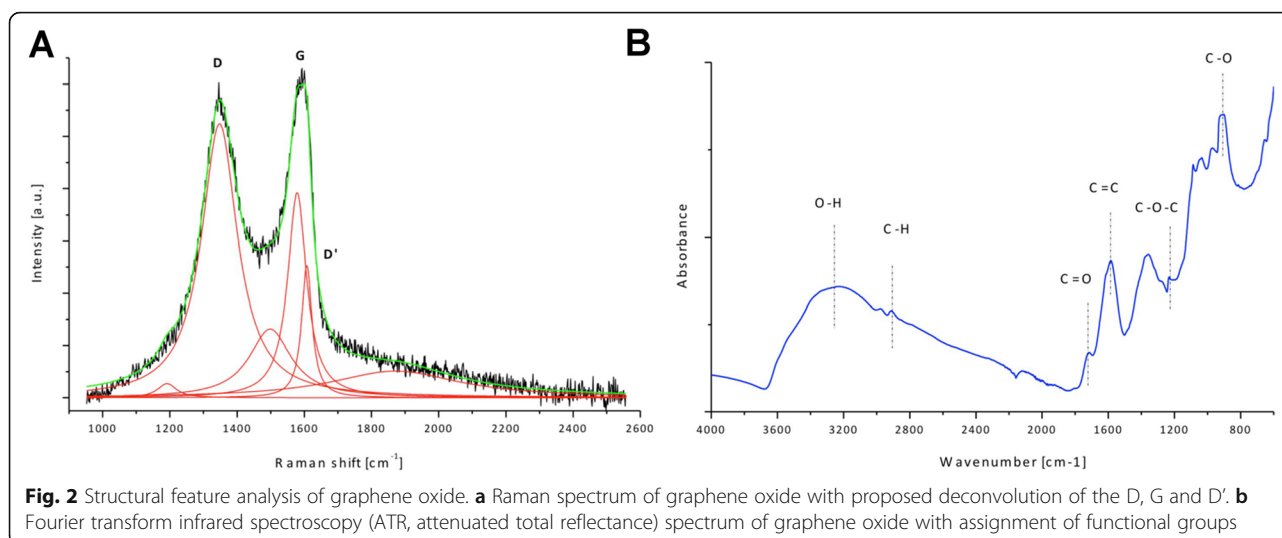 A
D
G
D'
Intensity [a.u.]
1000 1200 1400 1600 1800 2000 2200 2400 2600
Raman shift [cm⁻¹]
B
C-O
C=C
O-H
C-O-C
C-H
C=O
Absorbance
4000 3600 2800 2200 1600 1200 800
Wavenumber [cm-1]
Fig. 2 Structural feature analysis of graphene oxide. a Raman spectrum of graphene oxide with proposed deconvolution of the D, G and D′. b
Fourier transform infrared spectroscopy (ATR, attenuated total reflectance) spectrum of graphene oxide with assignment of functional groups